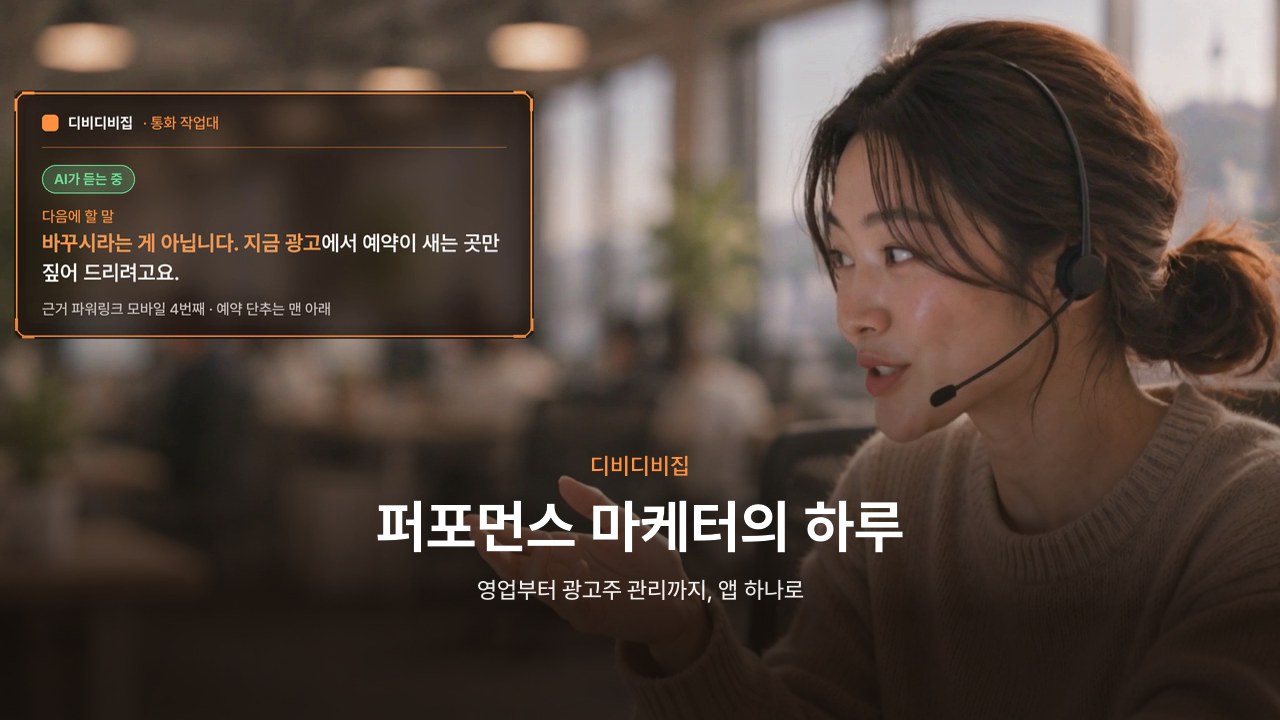 디비디비집 · 통화 작업대
AI가 듣는 중
다음에 할 말
바꾸시라는 게 아닙니다. 지금 광고에서 예약이 새는 곳만
짚어 드리려고요.
근거 파워링크 모바일 4번째 · 예약 단추는 맨 아래
디비디비집
퍼포먼스 마케터의 하루
영업부터 광고주 관리까지, 앱 하나로